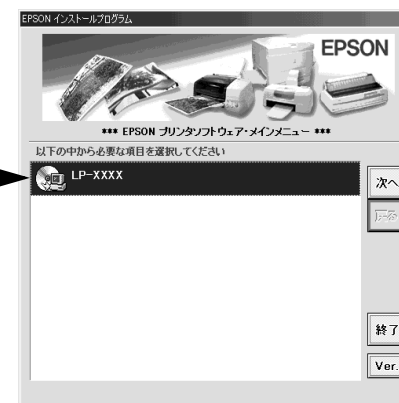 EPSON インストールプログラム
EPSON
*** EPSON プリンタソフトウェア・メインメニュー ***
以下の中から必要な項目を選択してください
LP-XXXX
次へ
戻る
終了
Ver.